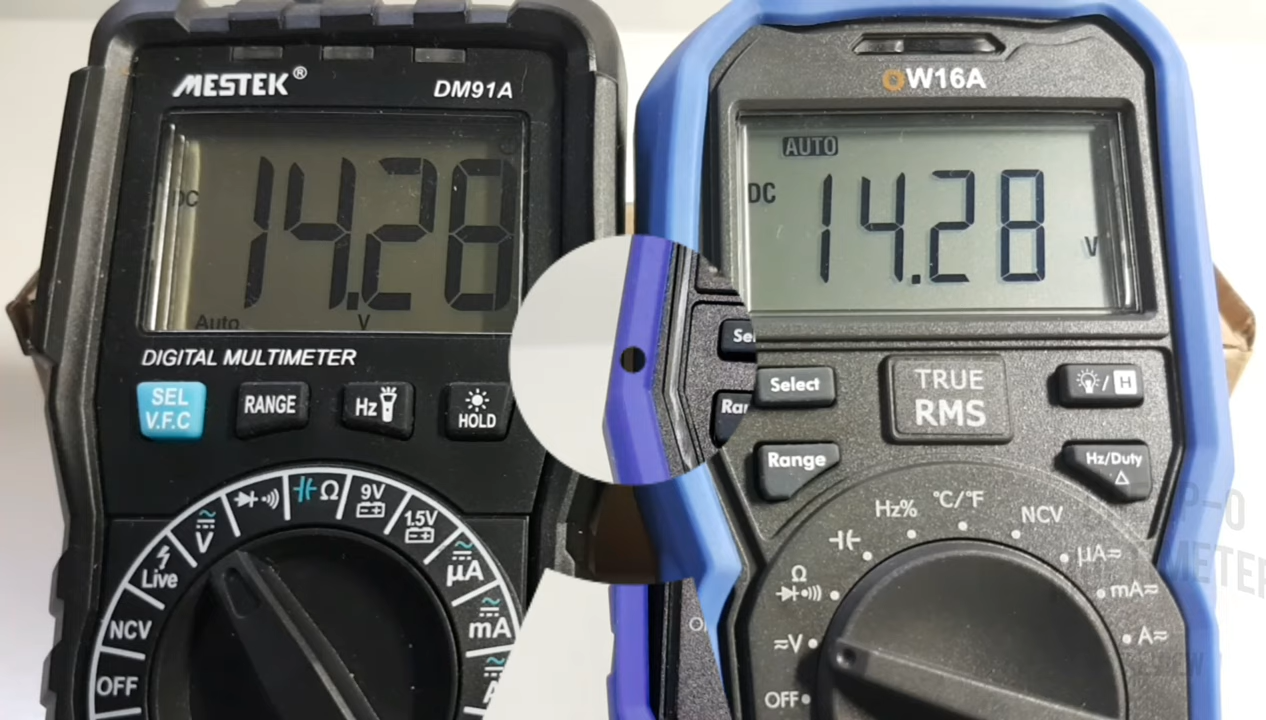 MESTEK®
DM91A
DC
14.28
Auto
V
DIGITAL MULTIMETER
SEL
V.F.C
RANGE
Hz
HOLD
Ω
9V
1.5V
V
Live
NCV
OFF
μA
mA
OW16A
AUTO
DC
14.28
V
Select
TRUE
RMS
H
Range
Hz/Duty
Δ
Hz%
°C/°F
NCV
μA≂
mA≂
A≂
Ω
≂V
OFF